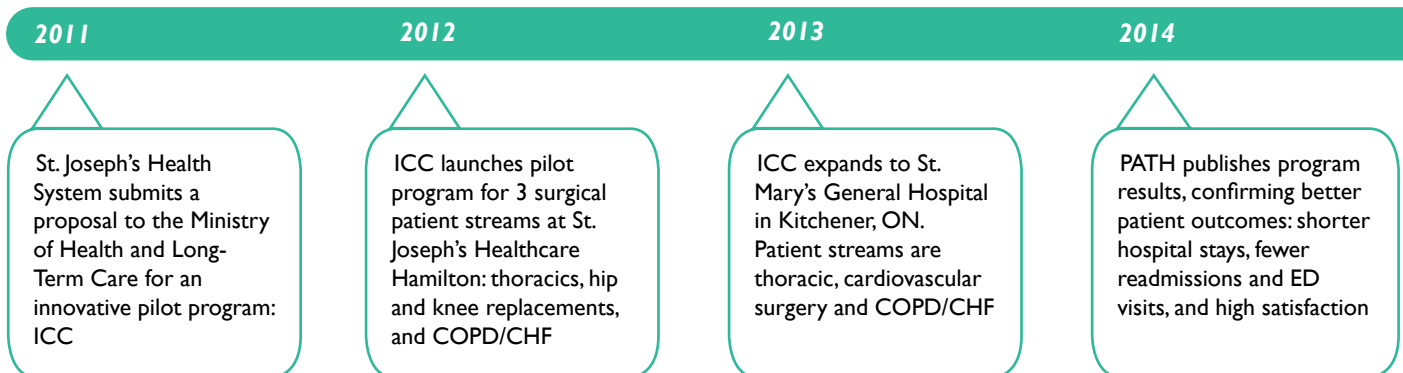 2011
2012
2013
2014
St. Joseph’s Health
System submits a
proposal to the Ministry
of Health and Long-
Term Care for an
innovative pilot program:
ICC
ICC launches pilot
program for 3 surgical
patient streams at St.
Joseph’s Healthcare
Hamilton: thoracics, hip
and knee replacements,
and COPD/CHF
ICC expands to St.
Mary’s General Hospital
in Kitchener, ON.
Patient streams are
thoracic, cardiovascular
surgery and COPD/CHF
PATH publishes program
results, confirming better
patient outcomes: shorter
hospital stays, fewer
readmissions and ED
visits, and high satisfaction